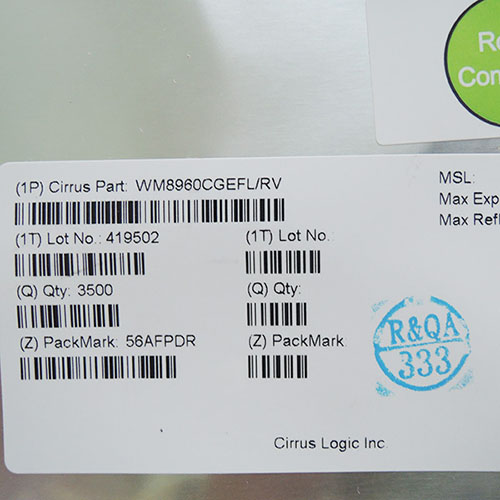 Re
Con
(1P) Cirrus Part: WM8960CGEFL/RV
MSL:
Max Exp
Max Refl
(1T) Lot No.: 419502
(1T) Lot No.
(Q) Qty: 3500
(Q) Qty:
(Z) PackMark: 56AFPDR
(Z) PackMark:
R&QA
333
Cirrus Logic Inc.